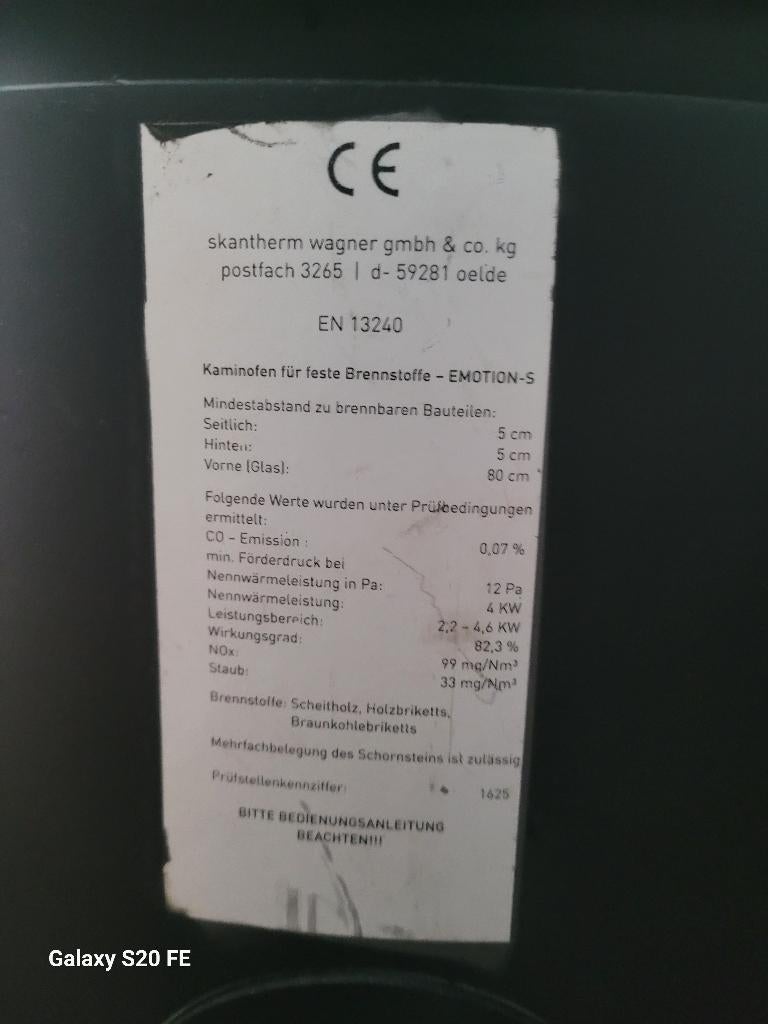 CE
skantherm wagner gmbh & co. kg
postfach 3265 | d- 59281 oelde
EN 13240
Kaminofen für feste Brennstoffe – EMOTION-S
Mindestabstand zu brennbaren Bauteilen:
Seitlich: 5 cm
Hinten: 5 cm
Vorne (Glas): 80 cm
Folgende Werte wurden unter Prüfbedingungen
ermittelt:
CO - Emission : 0,07 %
min. Förderdruck bei
Nennwärmeleistung in Pa: 12 Pa
Nennwärmeleistung: 4 KW
Leistungsbereich: 2,2 – 4,6 KW
Wirkungsgrad: 82,3 %
NOx: 99 mg/Nm³
Staub: 33 mg/Nm³
Brennstoffe: Scheitholz, Holzbriketts,
Braunkohlebriketts
Mehrfachbelegung des Schornsteins ist zulässig
Prüfstellenkennziffer: 1625
BITTE BEDIENUNGSANLEITUNG
BEACHTEN!!!
Galaxy S20 FE